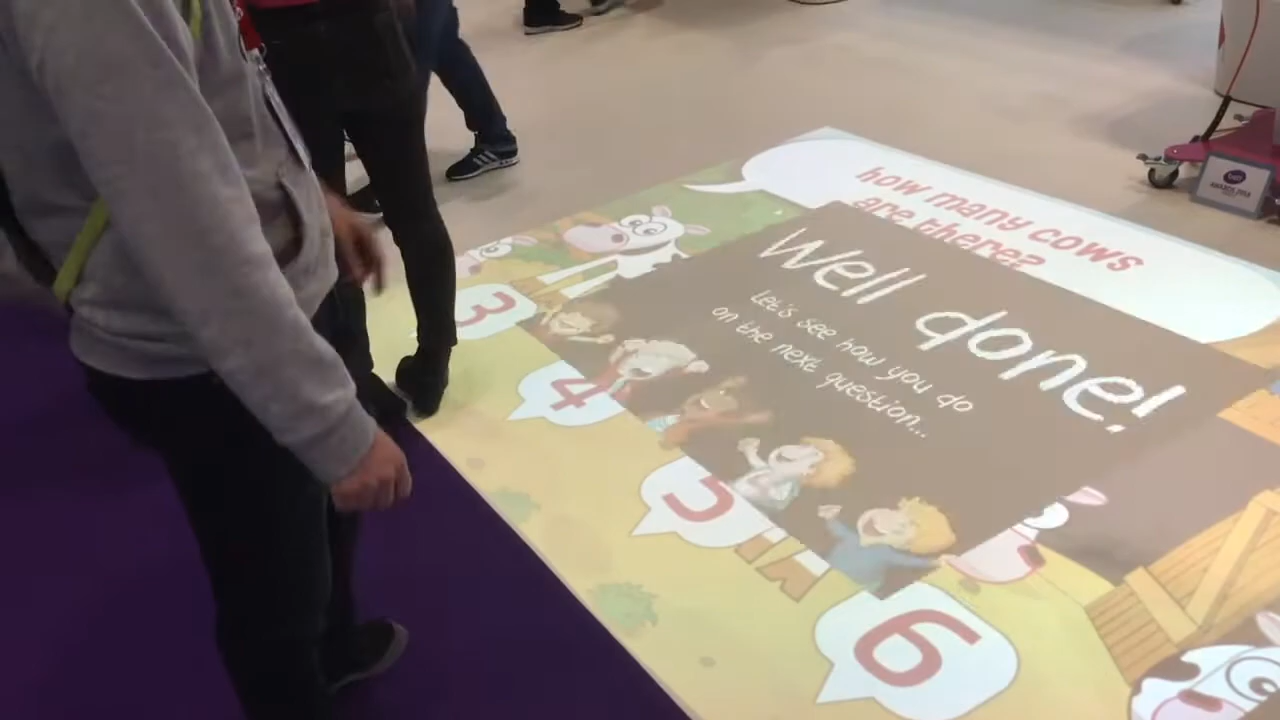 how many cows
are there?
Well done!
Let's see how you do
on the next question...
3
4
5
6